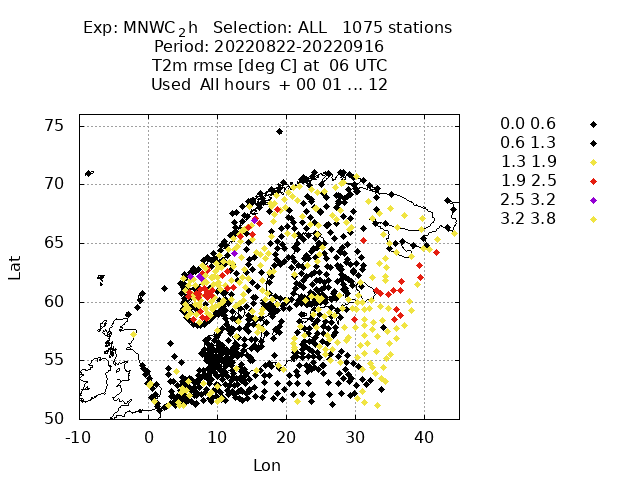 Exp: MNWC2h Selection: ALL 1075 stations
Period: 20220822-20220916
T2m rmse [deg C] at 06 UTC
Used All hours + 00 01 ... 12
0.0 0.6
0.6 1.3
1.3 1.9
1.9 2.5
2.5 3.2
3.2 3.8
75
70
65
60
55
50
Lat
-10 0 10 20 30 40
Lon